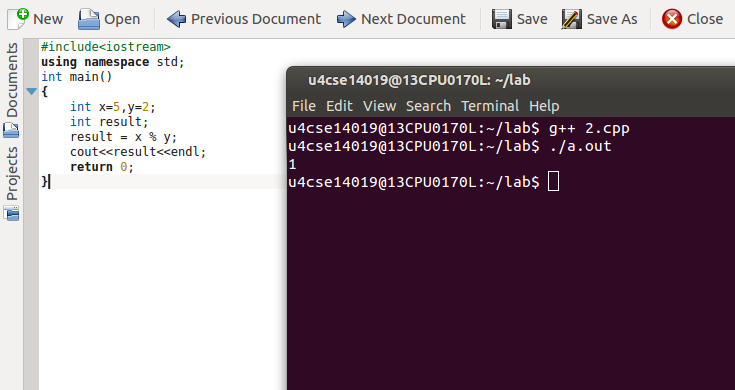 New Open Previous Document Next Document Save Save As Close
Documents
Projects
#include<iostream>
using namespace std;
int main()
{
    int x=5,y=2;
    int result;
    result = x % y;
    cout<<result<<endl;
    return 0;
}
u4cse14019@13CPU0170L: ~/lab
File Edit View Search Terminal Help
u4cse14019@13CPU0170L:~/lab$ g++ 2.cpp
u4cse14019@13CPU0170L:~/lab$ ./a.out
1
u4cse14019@13CPU0170L:~/lab$